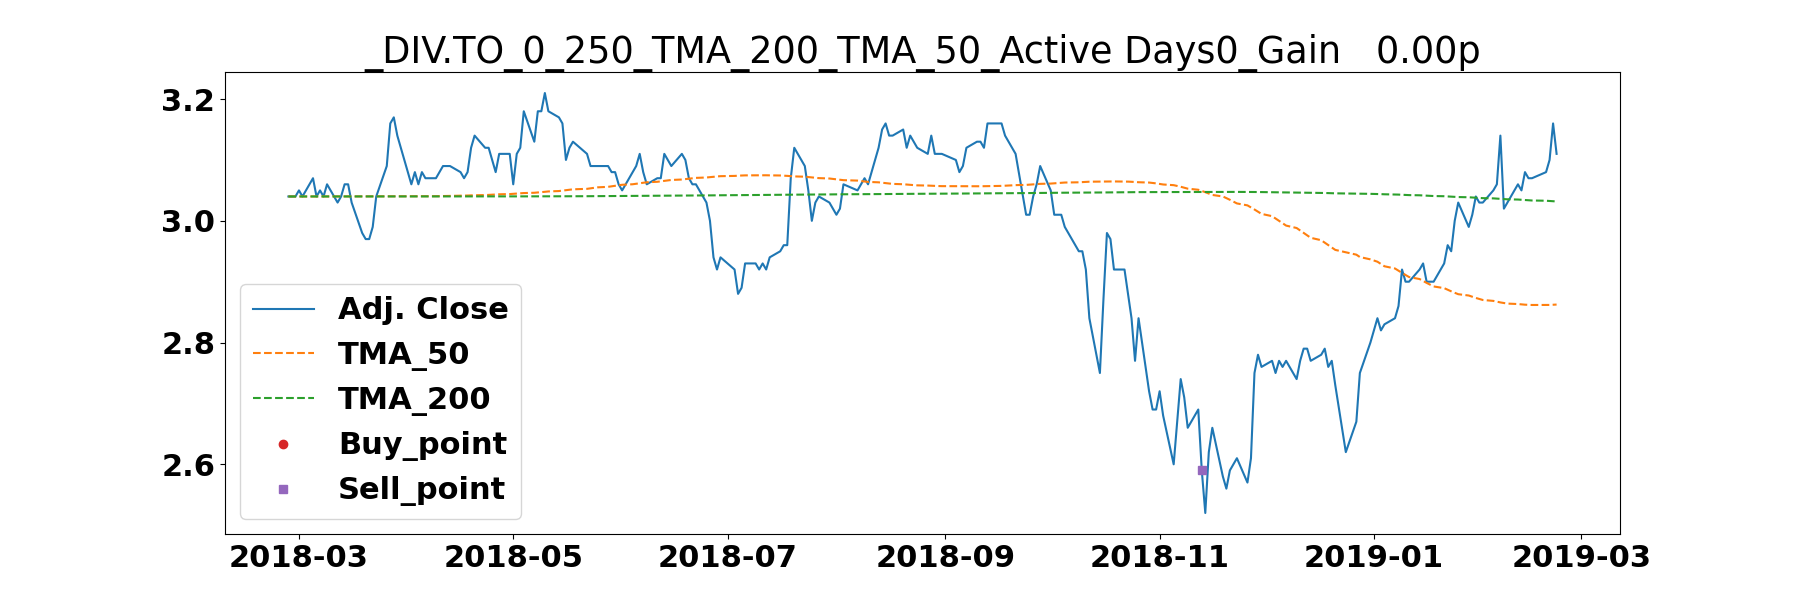 _DIV.TO_0_250_TMA_200_TMA_50_Active Days0_Gain   0.00p
3.2
3.0
2.8
2.6
Adj. Close
TMA_50
TMA_200
Buy_point
Sell_point
2018-03 2018-05 2018-07 2018-09 2018-11 2019-01 2019-03